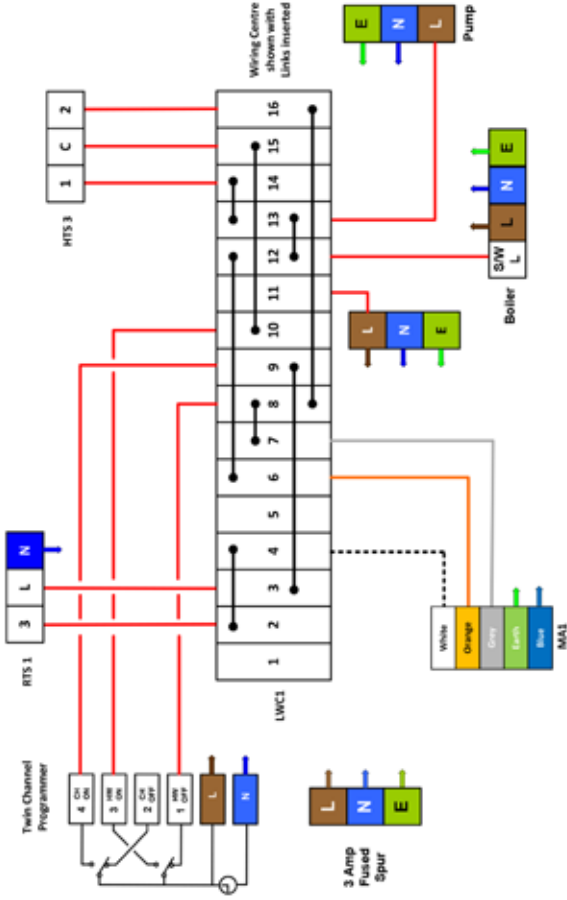 Twin Channel
Programmer
4 CH ON
3 HW ON
2 CH OFF
1 HW OFF
L
N
RTS 1
3 L N
HTS 3
1 C 2
Wiring Centre
shown with
Links inserted
LWC1
1 2 3 4 5 6 7 8 9 10 11 12 13 14 15 16
3 Amp
Fused
Spur
L
N
E
White
Orange
Grey
Earth
Blue
MA1
L
N
E
Boiler
S/W L
L
N
E
Pump
L
N
E